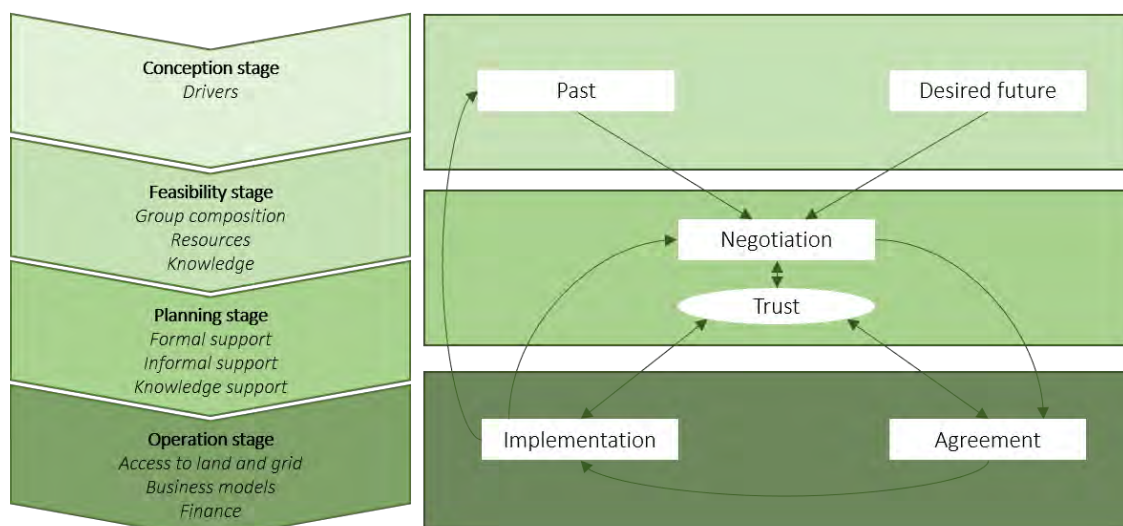 Conception stage
Drivers
Feasibility stage
Group composition
Resources
Knowledge
Planning stage
Formal support
Informal support
Knowledge support
Operation stage
Access to land and grid
Business models
Finance
Past
Desired future
Negotiation
Trust
Implementation
Agreement